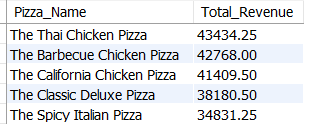 Pizza_Name Total_Revenue
The Thai Chicken Pizza 43434.25
The Barbecue Chicken Pizza 42768.00
The California Chicken Pizza 41409.50
The Classic Deluxe Pizza 38180.50
The Spicy Italian Pizza 34831.25